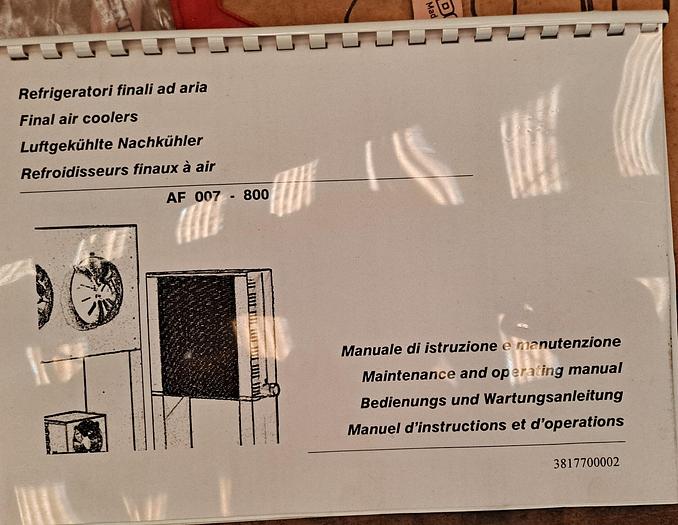 Mad
Refrigeratori finali ad aria
Final air coolers
Luftgekühlte Nachkühler
Refroidisseurs finaux à air
AF 007 - 800
Manuale di istruzione e manutenzione
Maintenance and operating manual
Bedienungs und Wartungsanleitung
Manuel d'instructions et d'operations
3817700002